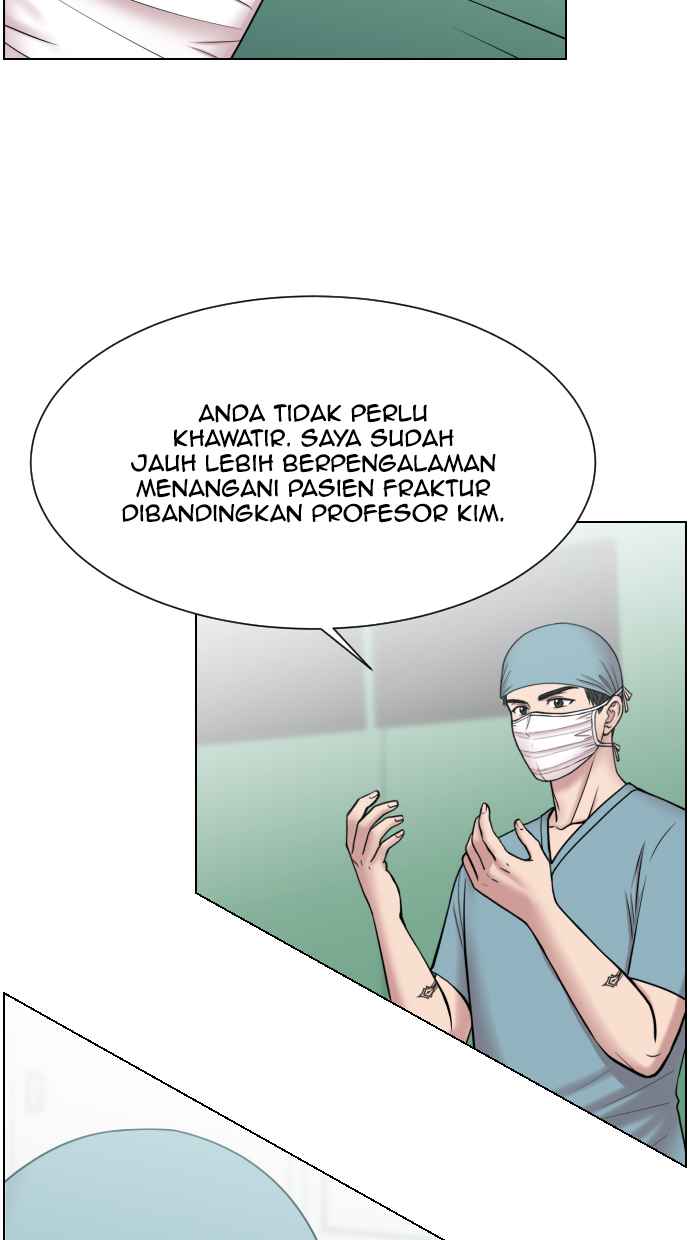 ANDA TIDAK PERLU
KHAWATIR. SAYA SUDAH
JAUH LEBIH BERPENGALAMAN
MENANGANI PASIEN FRAKTUR
DIBANDINGKAN PROFESOR KIM.